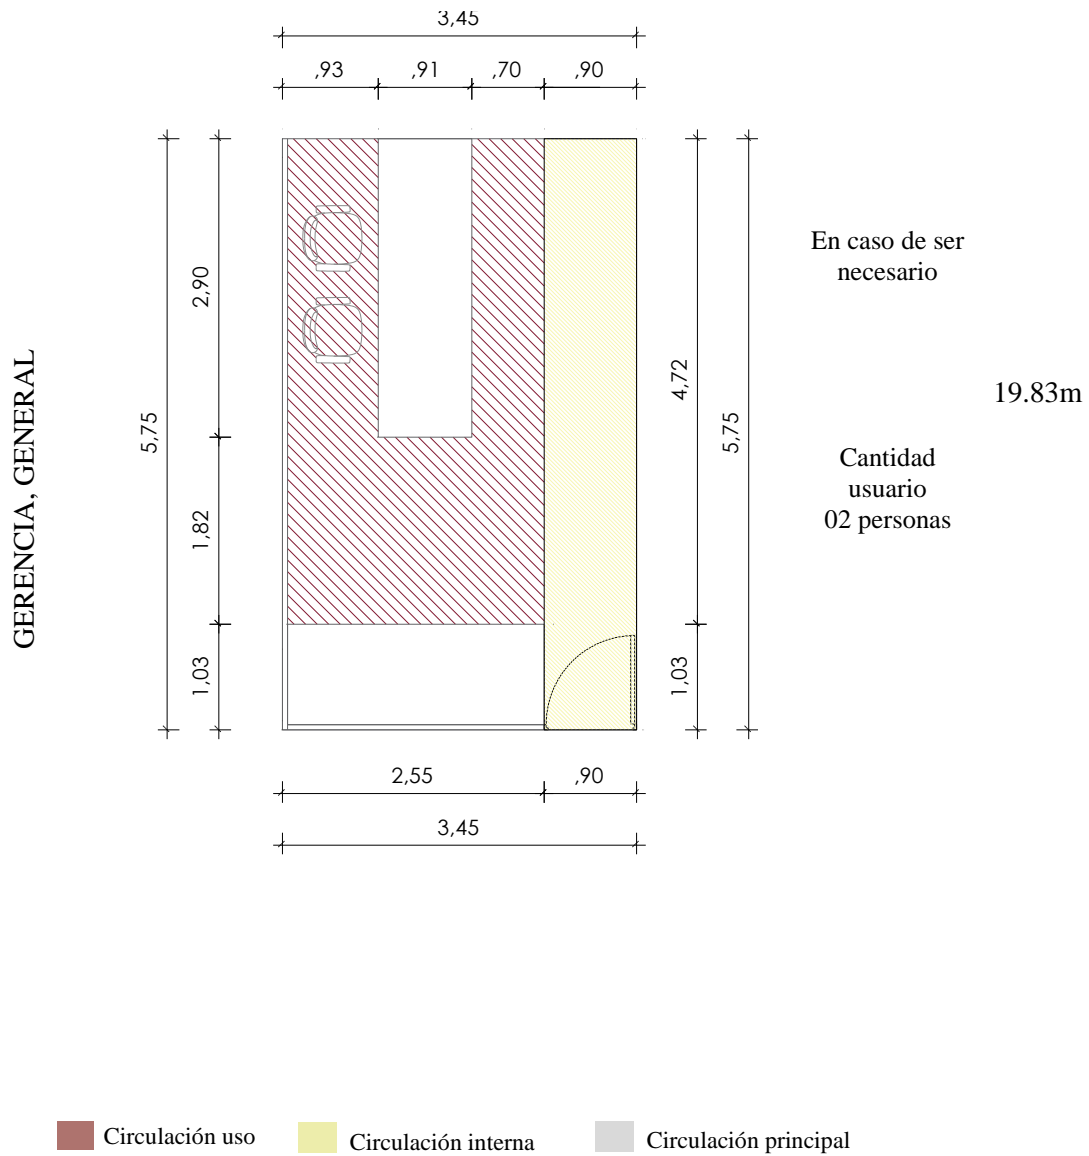 3,45
,93 ,91 ,70 ,90
En caso de ser
necesario
2,90
4,72
19.83m
GERENCIA, GENERAL
5,75
5,75
Cantidad
usuario
02 personas
1,82
1,03
1,03
2,55 ,90
3,45
Circulación uso Circulación interna Circulación principal